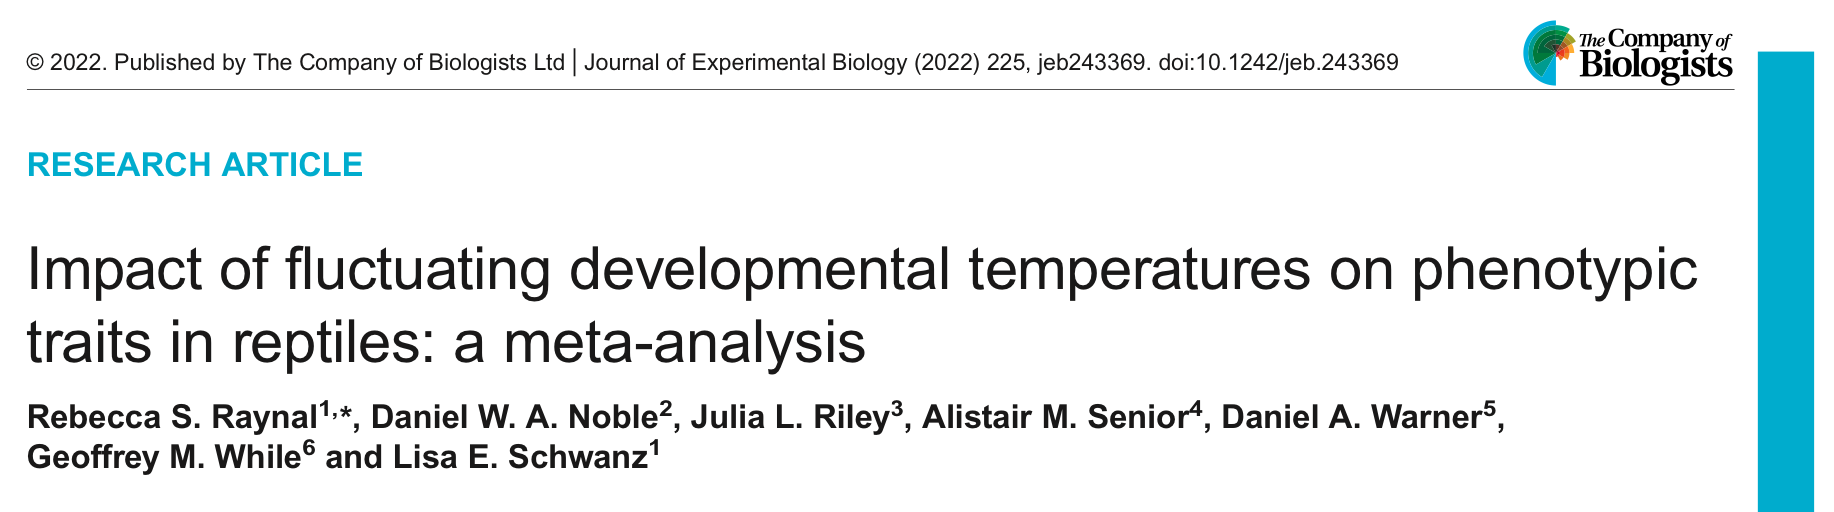 © 2022. Published by The Company of Biologists Ltd | Journal of Experimental Biology (2022) 225, jeb243369. doi:10.1242/jeb.243369
The Company of
Biologists
RESEARCH ARTICLE
Impact of fluctuating developmental temperatures on phenotypic
traits in reptiles: a meta-analysis
Rebecca S. Raynal1,*, Daniel W. A. Noble2, Julia L. Riley3, Alistair M. Senior4, Daniel A. Warner5,
Geoffrey M. While6 and Lisa E. Schwanz1